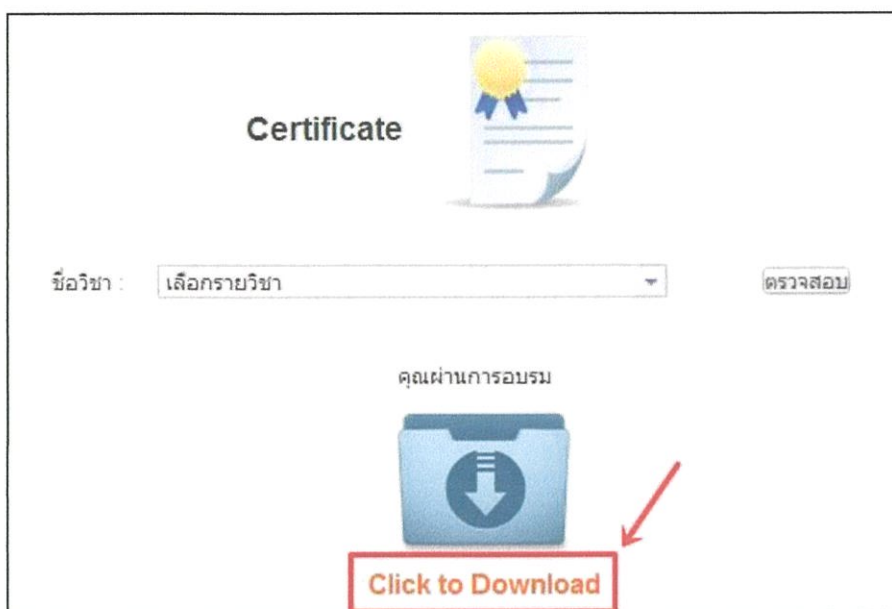 Certificate
ชื่อวิชา : เลือกรายวิชา ตรวจสอบ
คุณผ่านการอบรม
Click to Download